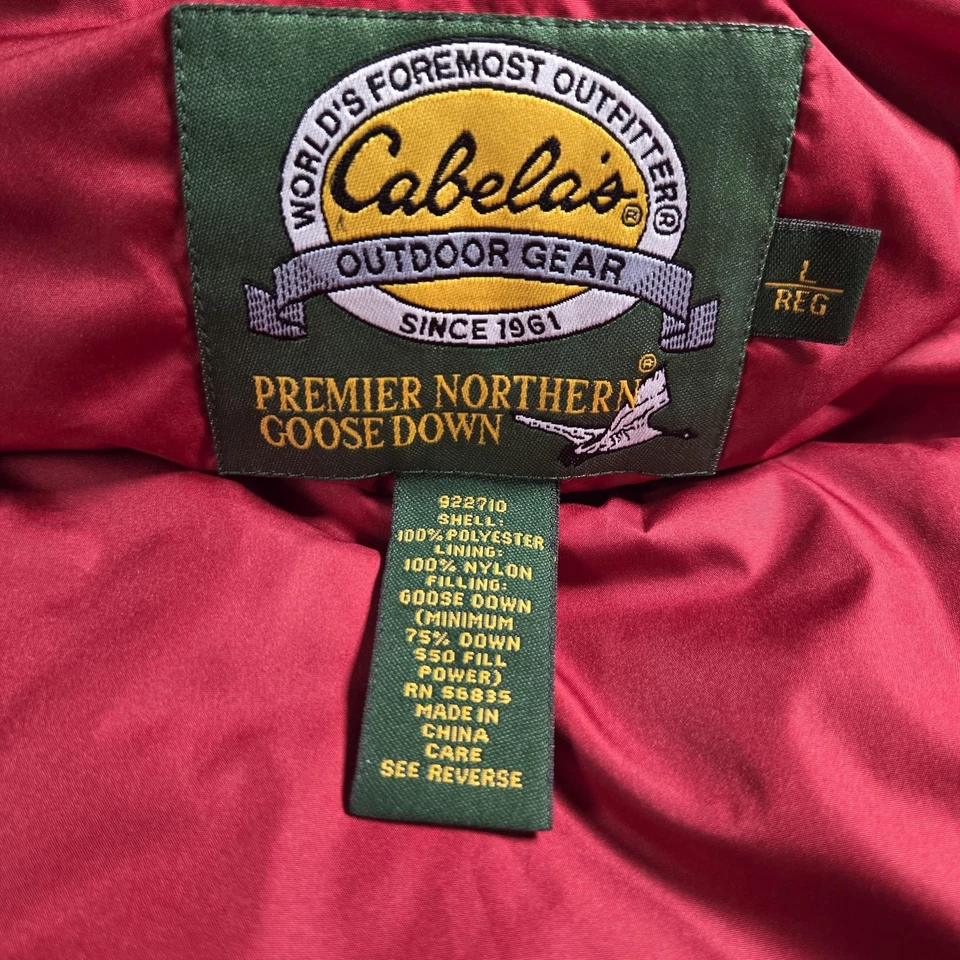 WORLD'S FOREMOST OUTFITTER®
Cabela's®
OUTDOOR GEAR
SINCE 1961
PREMIER NORTHERN®
GOOSE DOWN
L
REG
922710
SHELL:
100% POLYESTER
LINING:
100% NYLON
FILLING:
GOOSE DOWN
(MINIMUM
75% DOWN
550 FILL
POWER)
RN 56835
MADE IN
CHINA
CARE
SEE REVERSE